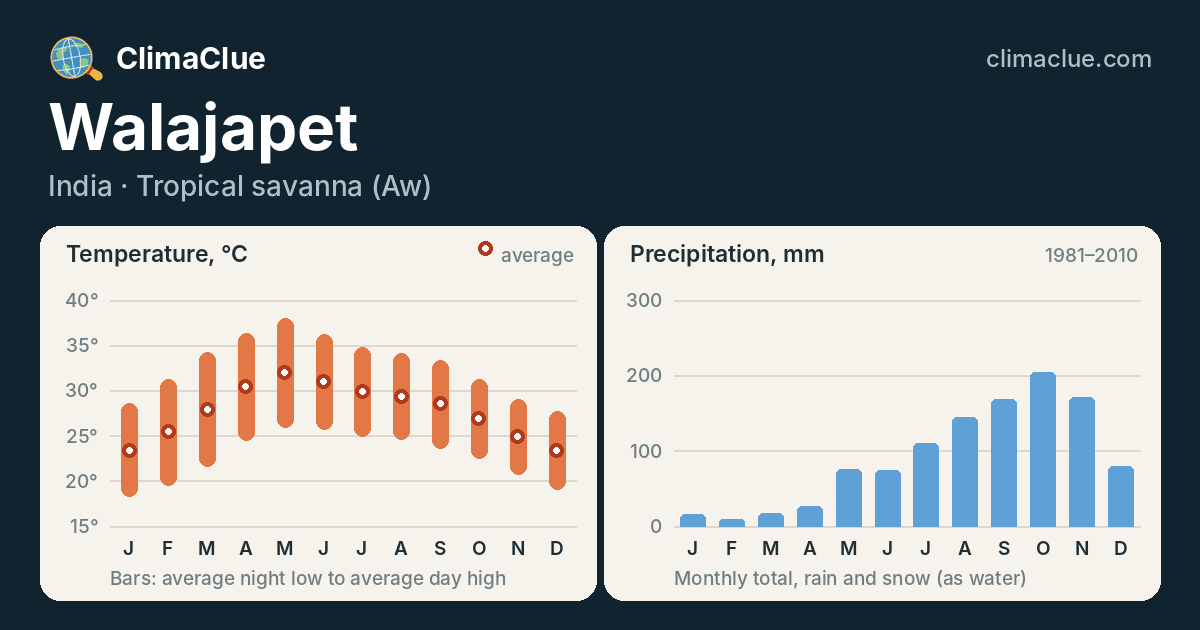 ClimaClue
climaclue.com
Walajapet
India · Tropical savanna (Aw)
Temperature, °C
average
40°
35°
30°
25°
20°
15°
J F M A M J J A S O N D
Bars: average night low to average day high
Precipitation, mm
1981–2010
300
200
100
0
J F M A M J J A S O N D
Monthly total, rain and snow (as water)